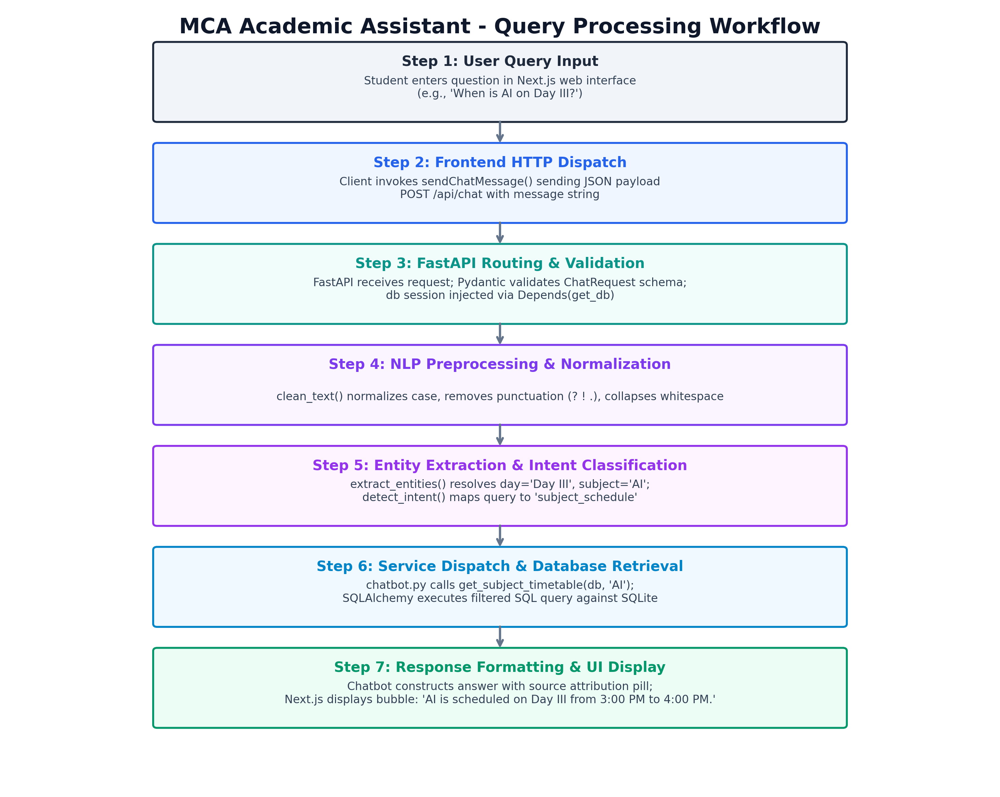 MCA Academic Assistant - Query Processing Workflow
Step 1: User Query Input
Student enters question in Next.js web interface
(e.g., 'When is AI on Day III?')
Step 2: Frontend HTTP Dispatch
Client invokes sendChatMessage() sending JSON payload
POST /api/chat with message string
Step 3: FastAPI Routing & Validation
FastAPI receives request; Pydantic validates ChatRequest schema;
db session injected via Depends(get_db)
Step 4: NLP Preprocessing & Normalization
clean_text() normalizes case, removes punctuation (? ! .), collapses whitespace
Step 5: Entity Extraction & Intent Classification
extract_entities() resolves day='Day III', subject='AI';
detect_intent() maps query to 'subject_schedule'
Step 6: Service Dispatch & Database Retrieval
chatbot.py calls get_subject_timetable(db, 'AI');
SQLAlchemy executes filtered SQL query against SQLite
Step 7: Response Formatting & UI Display
Chatbot constructs answer with source attribution pill;
Next.js displays bubble: 'AI is scheduled on Day III from 3:00 PM to 4:00 PM.'